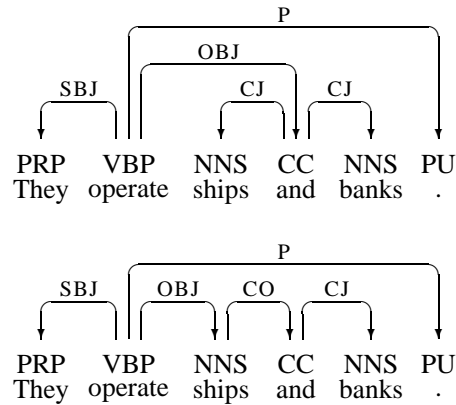 P
OBJ
SBJ CJ CJ
PRP VBP NNS CC NNS PU
They operate ships and banks .
P
SBJ OBJ CO CJ
PRP VBP NNS CC NNS PU
They operate ships and banks .